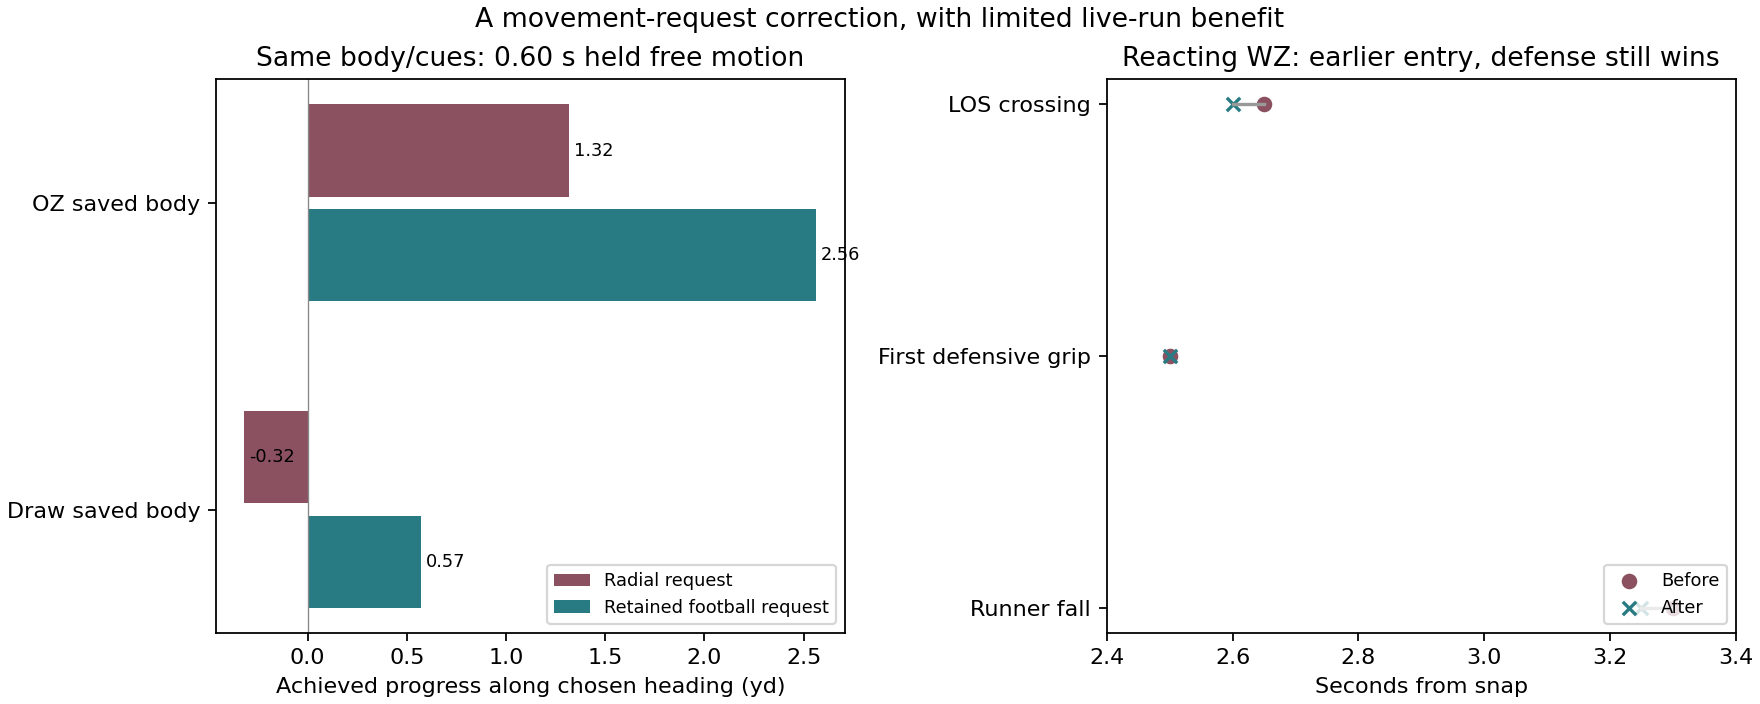 A movement-request correction, with limited live-run benefit
Same body/cues: 0.60 s held free motion
OZ saved body
Draw saved body
1.32
2.56
-0.32
0.57
Radial request
Retained football request
0.0 0.5 1.0 1.5 2.0 2.5
Achieved progress along chosen heading (yd)
Reacting WZ: earlier entry, defense still wins
LOS crossing
First defensive grip
Runner fall
Before
After
2.4 2.6 2.8 3.0 3.2 3.4
Seconds from snap